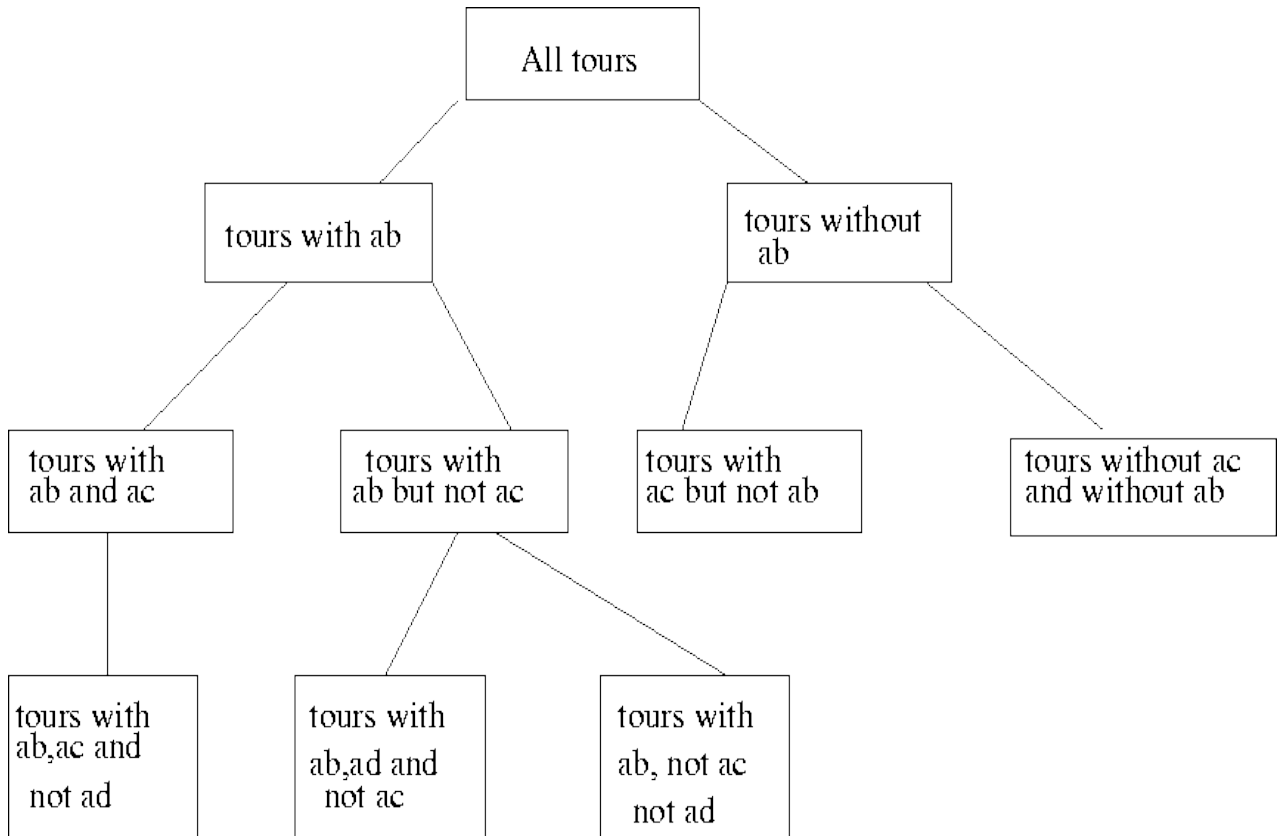 All tours
tours with ab
tours without
ab
tours with
ab and ac
tours with
ab but not ac
tours with
ac but not ab
tours without ac
and without ab
tours with
ab,ac and
not ad
tours with
ab,ad and
not ac
tours with
ab, not ac
not ad